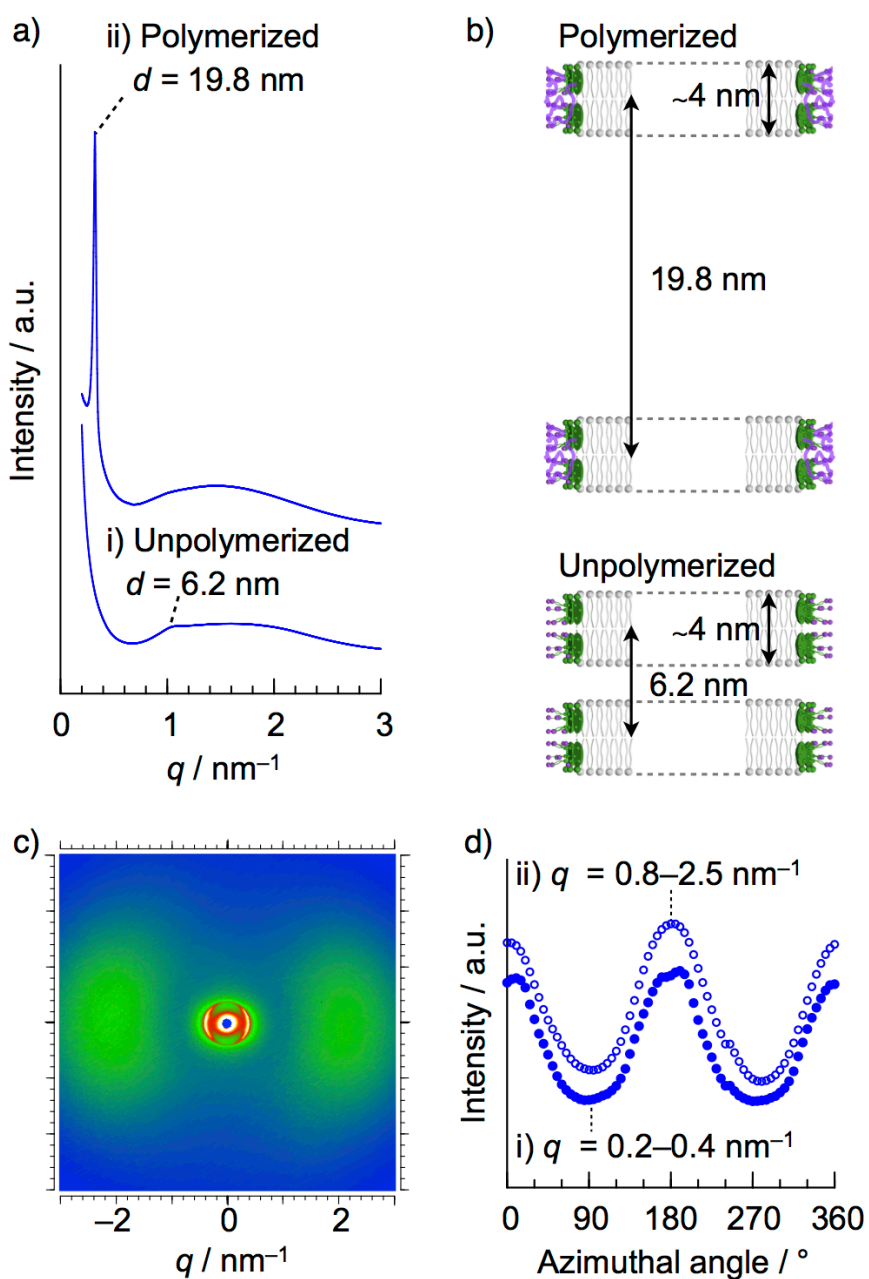 a)
ii) Polymerized
d = 19.8 nm
i) Unpolymerized
d = 6.2 nm
Intensity / a.u.
0 1 2 3
q / nm⁻¹
b)
Polymerized
~4 nm
19.8 nm
Unpolymerized
~4 nm
6.2 nm
c)
−2 0 2
q / nm⁻¹
d)
ii) q = 0.8–2.5 nm⁻¹
i) q = 0.2–0.4 nm⁻¹
Intensity / a.u.
0 90 180 270 360
Azimuthal angle / °